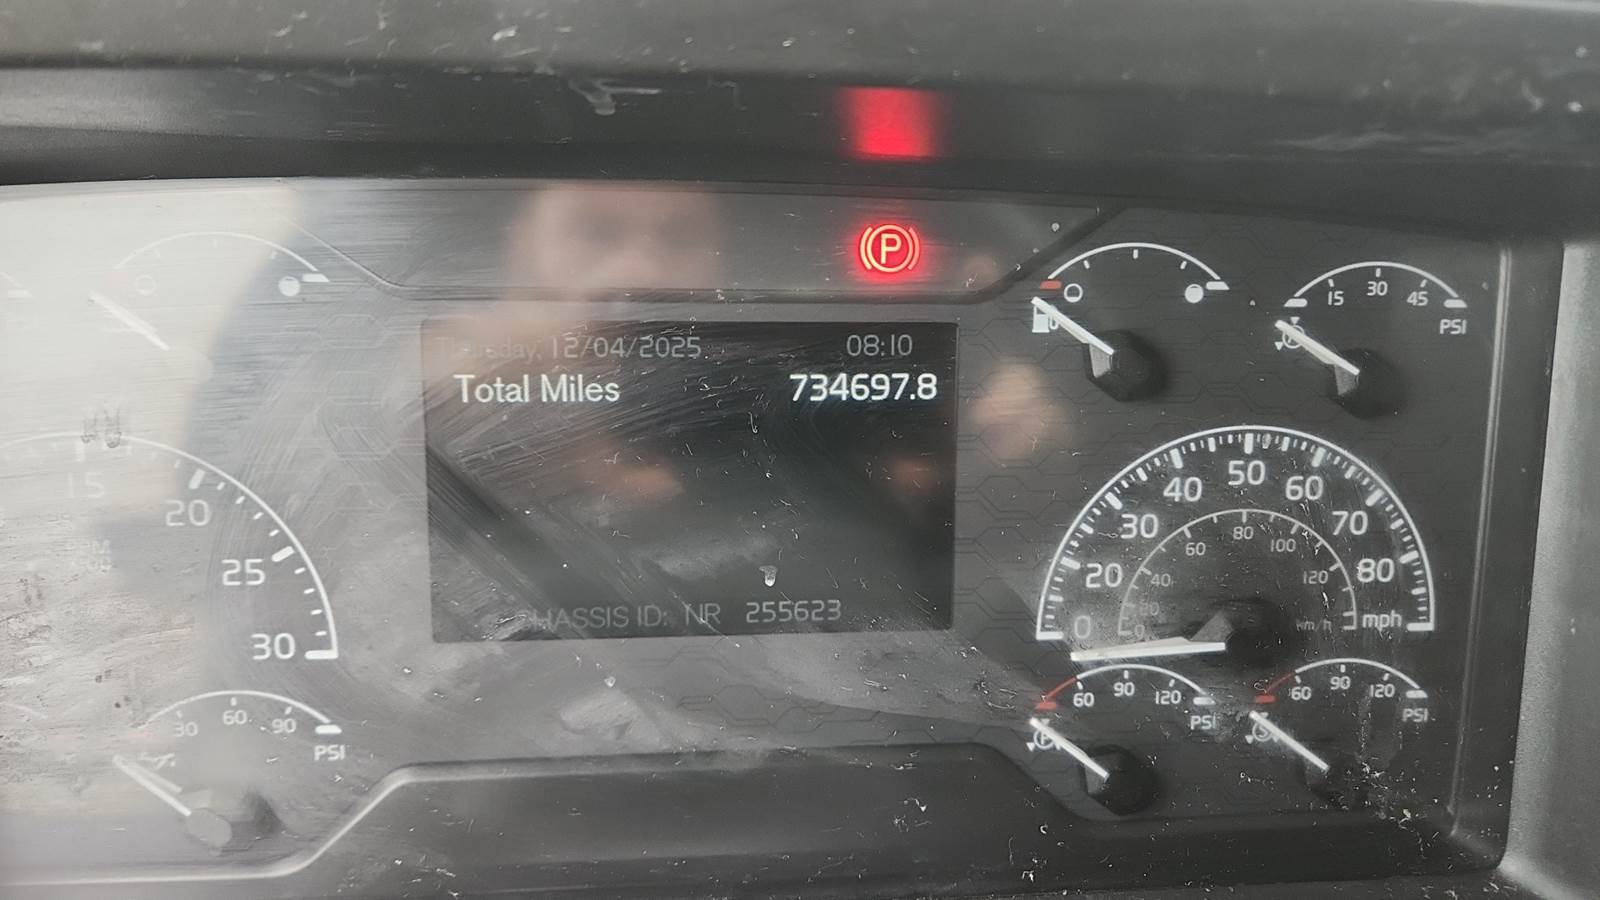 Thursday, 12/04/2025 08:10
Total Miles 734697.8
CHASSIS ID: NR 255623
P
15 30 45
PSI
15 20 25 30
30 60 90
PSI
0 20 30 40 50 60 70 80 mph
0 20 40 60 80 100 120 km/h
60 90 120
PSI
P
60 90 120
PSI
S